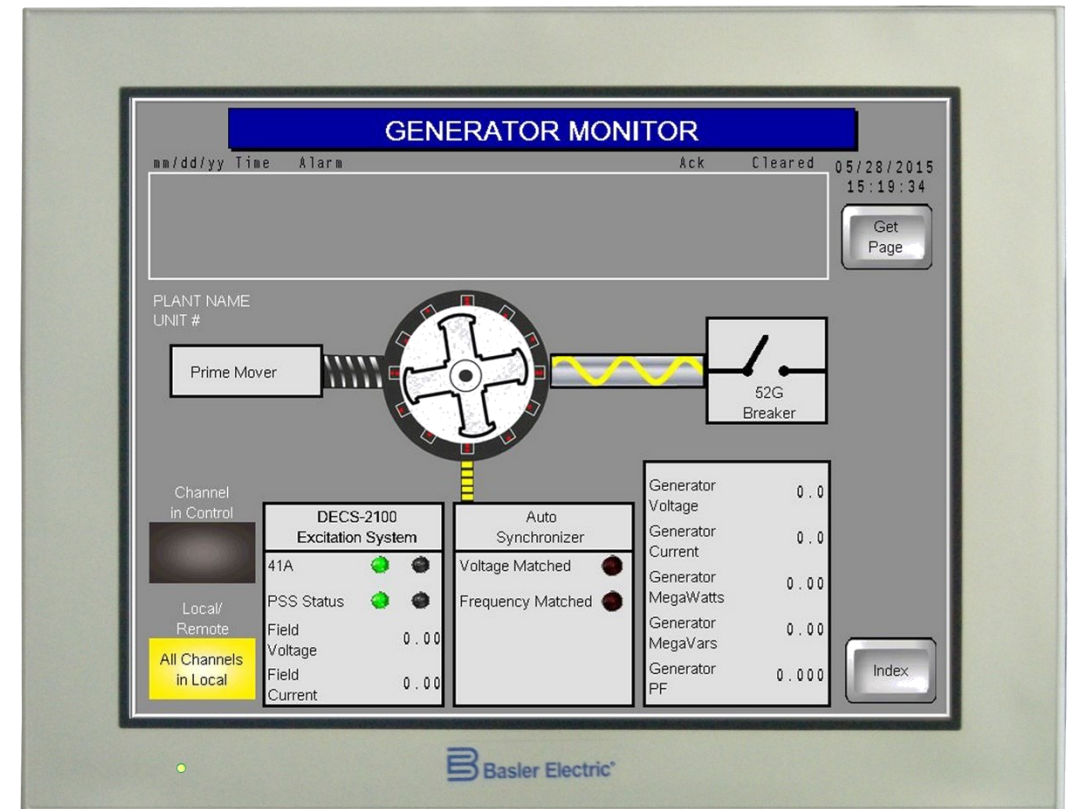 GENERATOR MONITOR
mm/dd/yy Time Alarm Ack Cleared
05/28/2015
15:19:34
Get
Page
PLANT NAME
UNIT #
Prime Mover
52G
Breaker
Channel
in Control
DECS-2100
Excitation System
41A
PSS Status
Field
Voltage 0.00
Field
Current 0.00
Local/
Remote
All Channels
in Local
Auto
Synchronizer
Voltage Matched
Frequency Matched
Generator
Voltage 0.0
Generator
Current 0.0
Generator
MegaWatts 0.00
Generator
MegaVars 0.00
Generator
PF 0.000
Index
Basler Electric